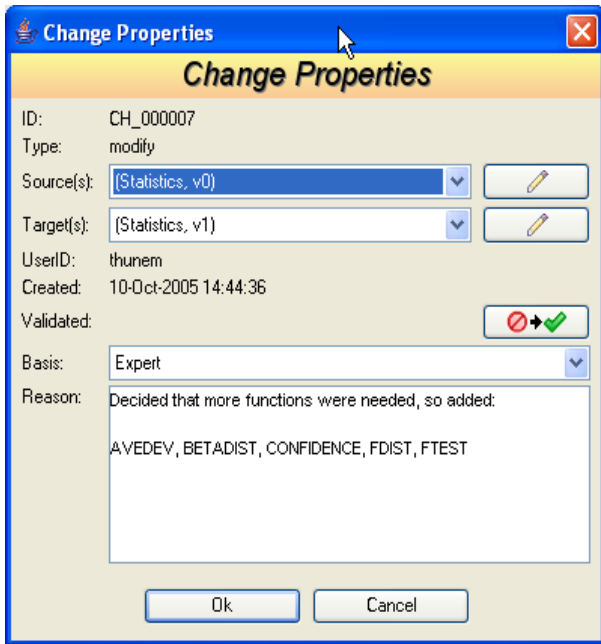 Change Properties
Change Properties
ID: CH_000007
Type: modify
Source(s): (Statistics, v0)
Target(s): (Statistics, v1)
UserID: thunem
Created: 10-Oct-2005 14:44:36
Validated:
Basis: Expert
Reason: Decided that more functions were needed, so added:
AVEDEV, BETADIST, CONFIDENCE, FDIST, FTEST
Ok Cancel